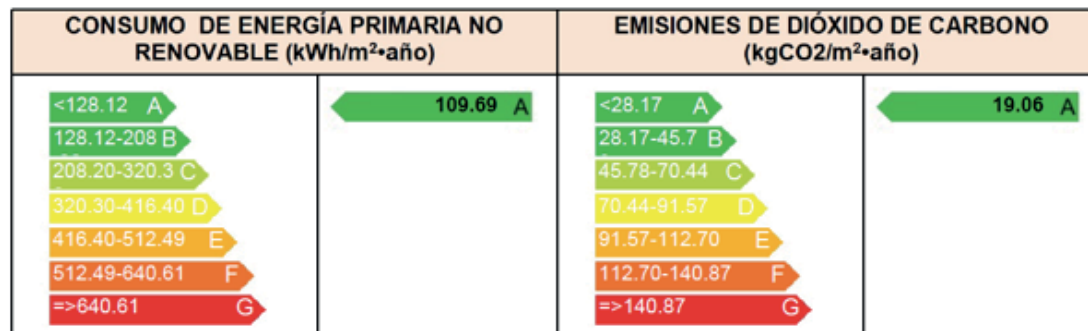 CONSUMO DE ENERGÍA PRIMARIA NO
RENOVABLE (kWh/m²•año)
<128.12 A
128.12-208 B
208.20-320.3 C
320.30-416.40 D
416.40-512.49 E
512.49-640.61 F
=>640.61 G
109.69 A
EMISIONES DE DIÓXIDO DE CARBONO
(kgCO2/m²•año)
<28.17 A
28.17-45.7 B
45.78-70.44 C
70.44-91.57 D
91.57-112.70 E
112.70-140.87 F
=>140.87 G
19.06 A